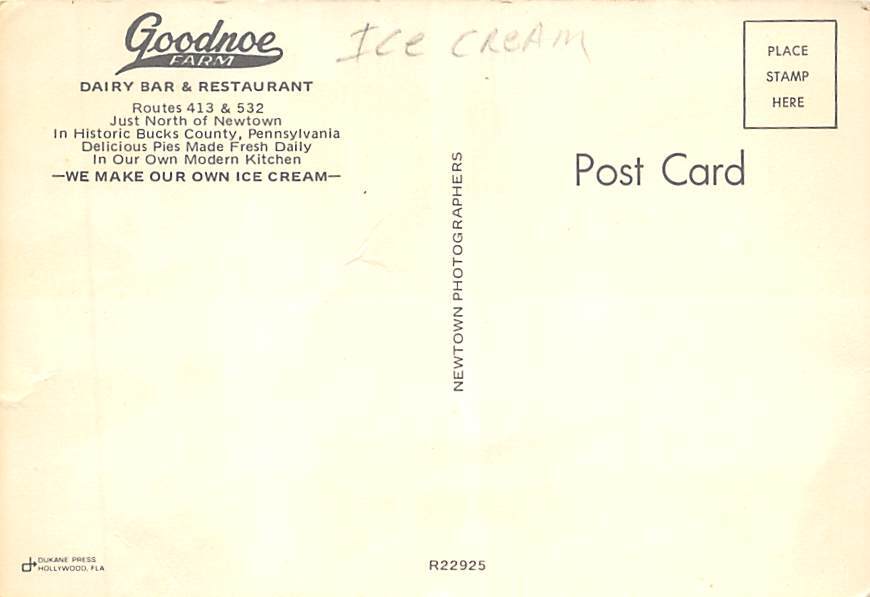 Goodnoe
FARM
DAIRY BAR & RESTAURANT
Routes 413 & 532
Just North of Newtown
In Historic Bucks County, Pennsylvania
Delicious Pies Made Fresh Daily
In Our Own Modern Kitchen
—WE MAKE OUR OWN ICE CREAM—
ICE CREAM
PLACE
STAMP
HERE
Post Card
NEWTOWN PHOTOGRAPHERS
DUKANE PRESS
HOLLYWOOD, FLA
R22925